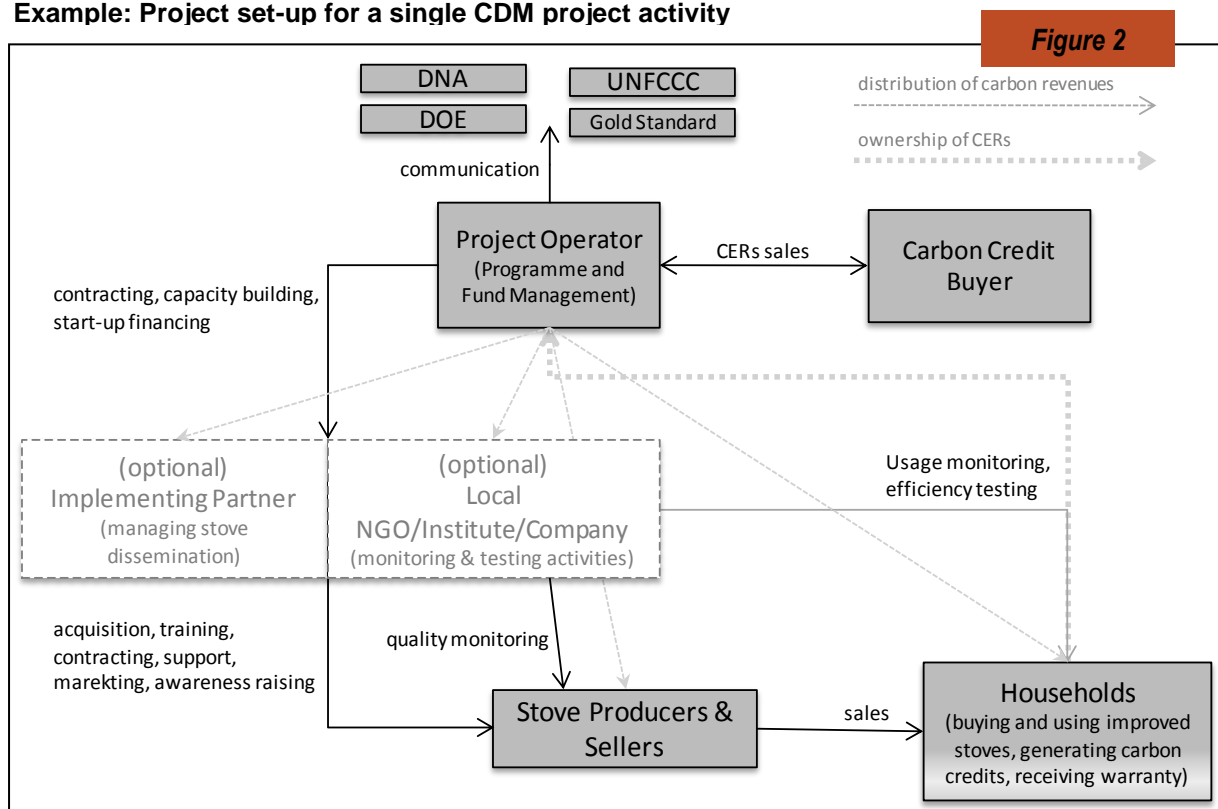 Example: Project set-up for a single CDM project activity
Figure 2
DNA
UNFCCC
DOE
Gold Standard
distribution of carbon revenues
ownership of CERs
communication
Project Operator
(Programme and
Fund Management)
CERs sales
Carbon Credit
Buyer
contracting, capacity building,
start-up financing
(optional)
Implementing Partner
(managing stove
dissemination)
(optional)
Local
NGO/Institute/Company
(monitoring & testing activities)
Usage monitoring,
efficiency testing
acquisition, training,
contracting, support,
marekting, awareness raising
quality monitoring
Stove Producers &
Sellers
sales
Households
(buying and using improved
stoves, generating carbon
credits, receiving warranty)